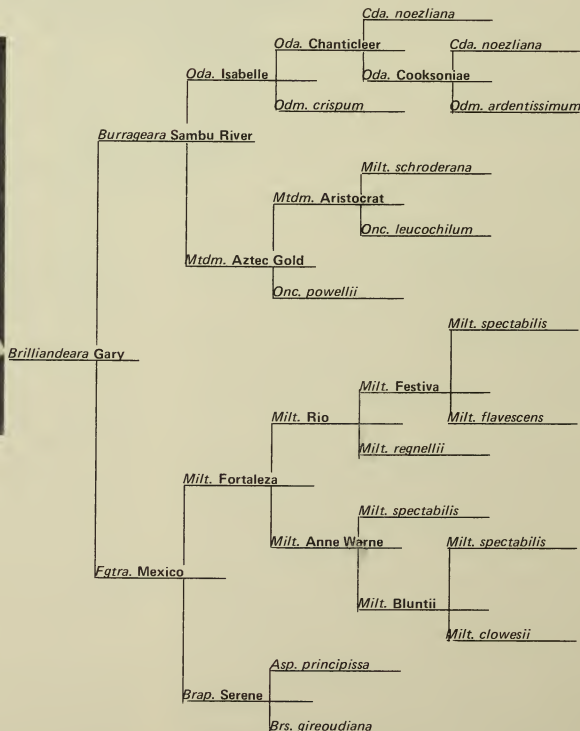 Cda. noezliana
Oda. Chanticleer
Cda. noezliana
Oda. Isabelle
Oda. Cooksoniae
Odm. crispum
Odm. ardentissimum
Burrageara Sambu River
Milt. schroderana
Mtdm. Aristocrat
Onc. leucochilum
Mtdm. Aztec Gold
Onc. powellii
Milt. spectabilis
Brilliandeara Gary
Milt. Festiva
Milt. Rio
Milt. flavescens
Milt. regnellii
Milt. Fortaleza
Milt. spectabilis
Milt. Anne Warne
Milt. spectabilis
Fgtra. Mexico
Milt. Bluntii
Milt. clowesii
Asp. principissa
Brap. Serene
Brs. gireoudiana